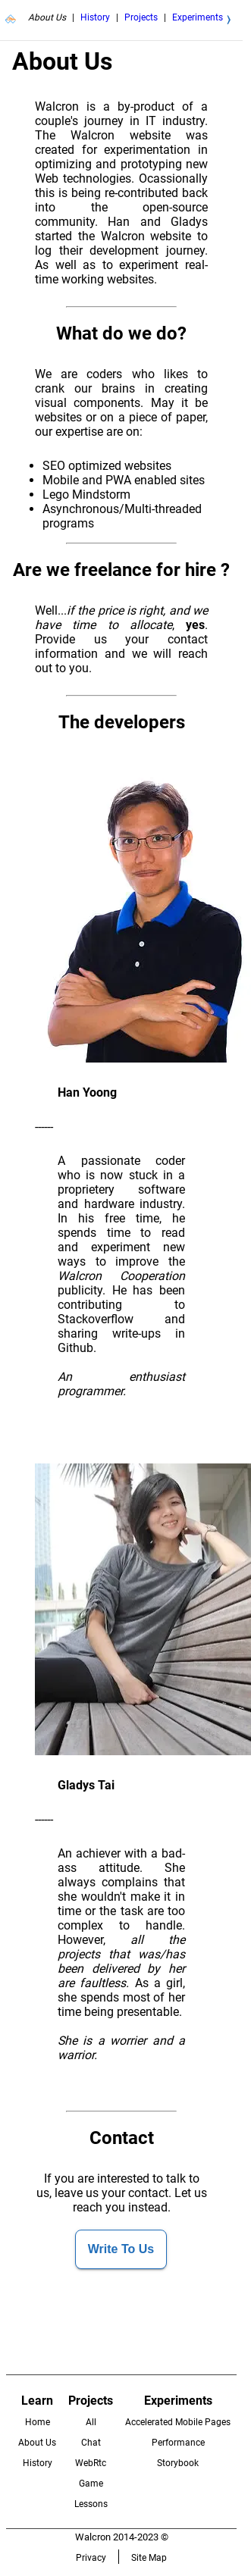 About Us | History | Projects | Experiments ❭
About Us
Walcron is a by-product of a
couple's journey in IT industry.
The Walcron website was
created for experimentation in
optimizing and prototyping new
Web technologies. Ocassionally
this is being re-contributed back
into the open-source
community. Han and Gladys
started the Walcron website to
log their development journey.
As well as to experiment real-
time working websites.
What do we do?
We are coders who likes to
crank our brains in creating
visual components. May it be
websites or on a piece of paper,
our expertise are on:
• SEO optimized websites
• Mobile and PWA enabled sites
• Lego Mindstorm
• Asynchronous/Multi-threaded
programs
Are we freelance for hire ?
Well...if the price is right, and we
have time to allocate, yes.
Provide us your contact
information and we will reach
out to you.
The developers
Han Yoong
------
A passionate coder
who is now stuck in a
proprietery software
and hardware industry.
In his free time, he
spends time to read
and experiment new
ways to improve the
Walcron Cooperation
publicity. He has been
contributing to
Stackoverflow and
sharing write-ups in
Github.
An enthusiast
programmer.
Gladys Tai
------
An achiever with a bad-
ass attitude. She
always complains that
she wouldn't make it in
time or the task are too
complex to handle.
However, all the
projects that was/has
been delivered by her
are faultless. As a girl,
she spends most of her
time being presentable.
She is a worrier and a
warrior.
Contact
If you are interested to talk to
us, leave us your contact. Let us
reach you instead.
Write To Us
Learn Projects Experiments
Home All Accelerated Mobile Pages
About Us Chat Performance
History WebRtc Storybook
Game
Lessons
Walcron 2014-2023 ©
Privacy | Site Map